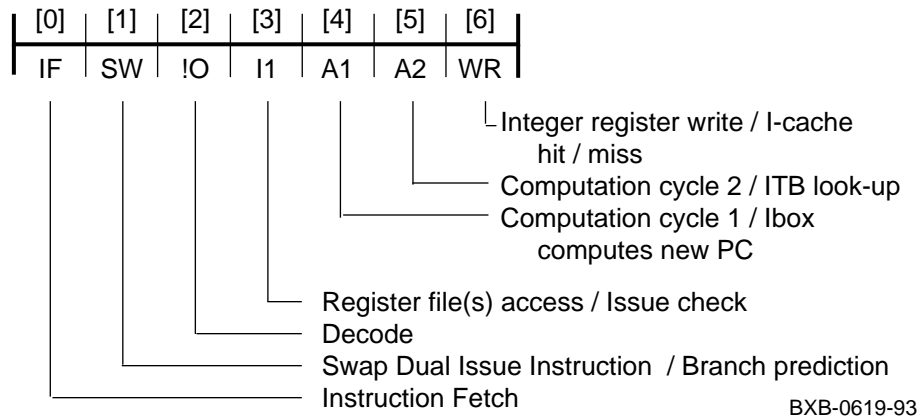 [0] [1] [2] [3] [4] [5] [6]
IF SW !O I1 A1 A2 WR
Integer register write / I-cache
hit / miss
Computation cycle 2 / ITB look-up
Computation cycle 1 / Ibox
computes new PC
Register file(s) access / Issue check
Decode
Swap Dual Issue Instruction / Branch prediction
Instruction Fetch
BXB-0619-93